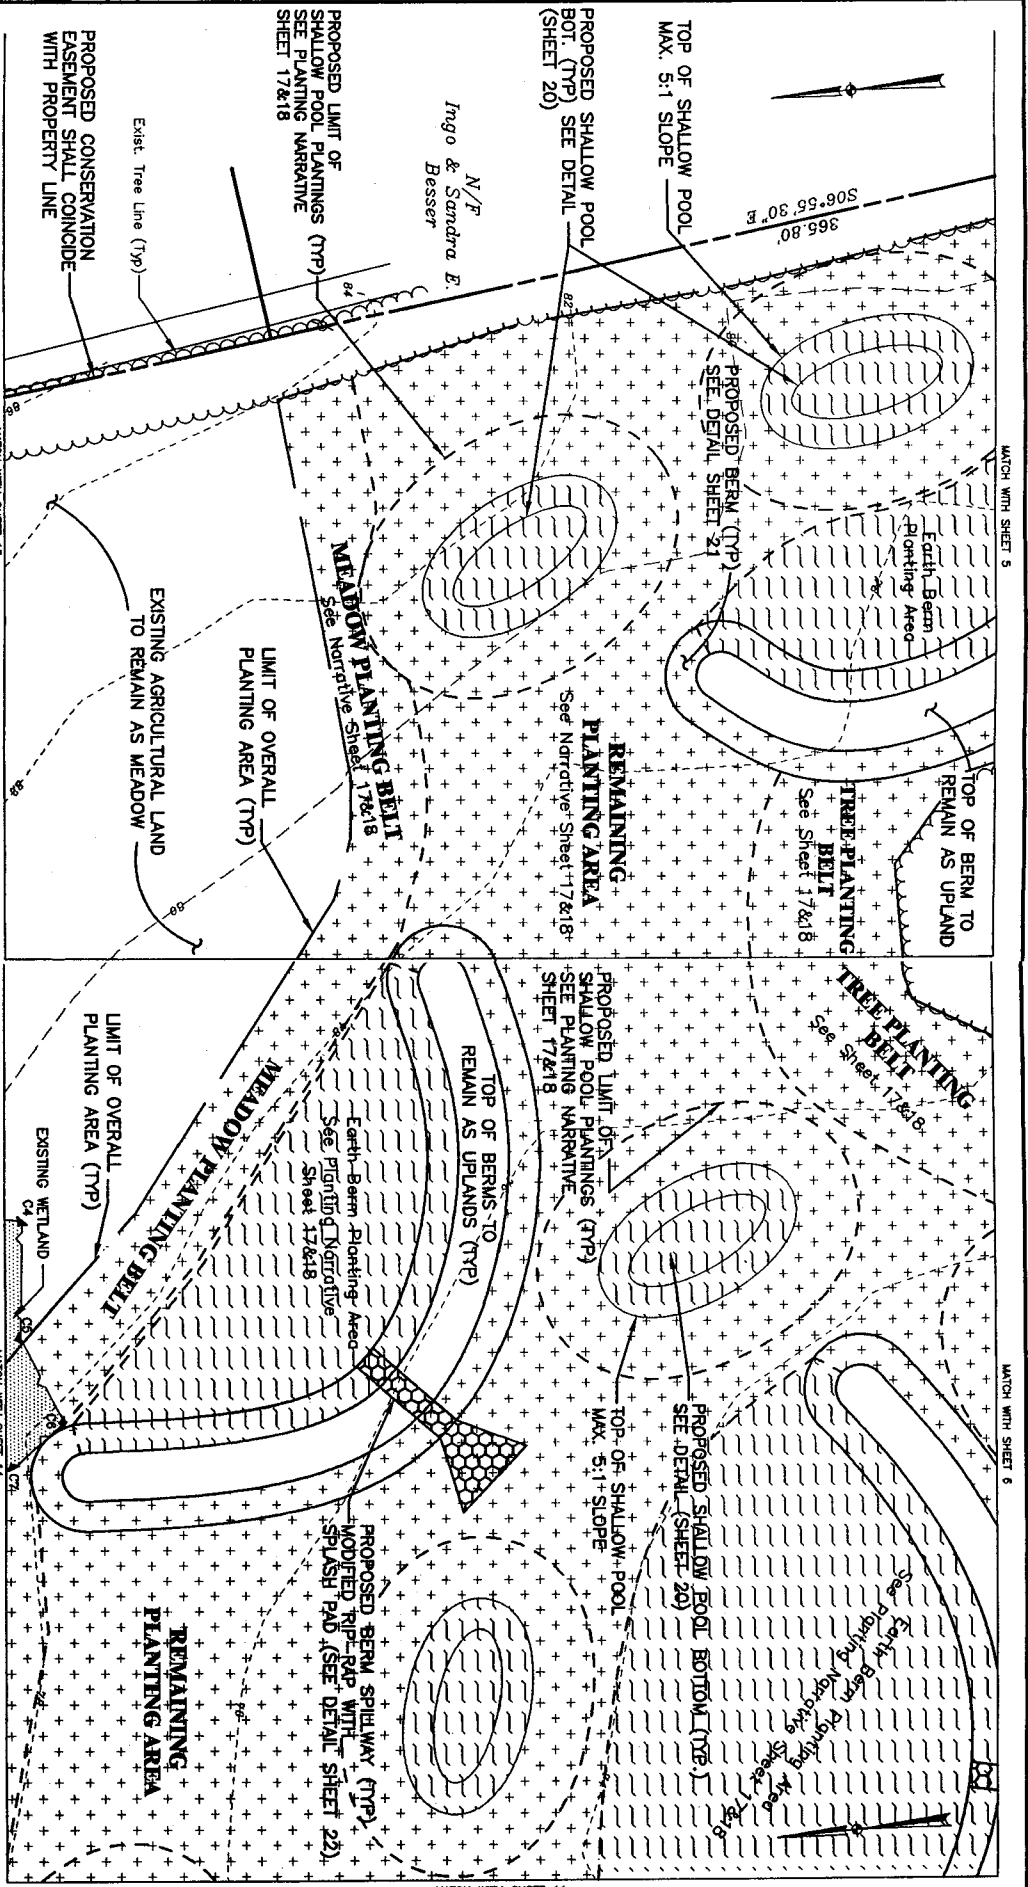 MATCH WITH SHEET 5
MATCH WITH SHEET 6
TOP OF SHALLOW POOL
MAX. 5:1 SLOPE
PROPOSED SHALLOW POOL
BOT. (TYP) SEE DETAIL
(SHEET 20)
S06°55'30"E
365.80'
N/F
Ingo & Sandra E.
Besser
PROPOSED LIMIT OF
SHALLOW POOL PLANTINGS (TYP)
SEE PLANTING NARRATIVE
SHEET 17&18
Exist. Tree Line (Typ)
PROPOSED CONSERVATION
EASEMENT SHALL COINCIDE
WITH PROPERTY LINE
84
82
PROPOSED BERM (TYP)
SEE DETAIL SHEET 21
Earth Berm
Planting Area
TOP OF BERM TO
REMAIN AS UPLAND
TREE PLANTING
BELT
See Sheet 17&18
REMAINING
PLANTING AREA
See Narrative Sheet 17&18
MEADOW PLANTING BELT
See Narrative Sheet 17&18
LIMIT OF OVERALL
PLANTING AREA (TYP)
EXISTING AGRICULTURAL LAND
TO REMAIN AS MEADOW
88
TREE PLANTING
BELT
See Sheet 17&18
PROPOSED LIMIT OF
SHALLOW POOL PLANTINGS (TYP)
SEE PLANTING NARRATIVE
SHEET 17&18
TOP OF BERMS TO
REMAIN AS UPLANDS (TYP)
Earth Berm Planting Area
See Planting Narrative
Sheet 17&18
MEADOW PLANTING BELT
LIMIT OF OVERALL
PLANTING AREA (TYP)
EXISTING WETLAND
C4
C5
C6
C7
PROPOSED SHALLOW POOL BOTTOM (TYP.)
SEE DETAIL (SHEET 20)
TOP OF SHALLOW POOL
MAX. 5:1 SLOPE
Earth Berm Planting Area
See Planting Narrative Sheet 17&18
PROPOSED BERM SPILLWAY (TYP)
MODIFIED RIP-RAP WITH
SPLASH PAD (SEE DETAIL SHEET 22)
REMAINING
PLANTING AREA